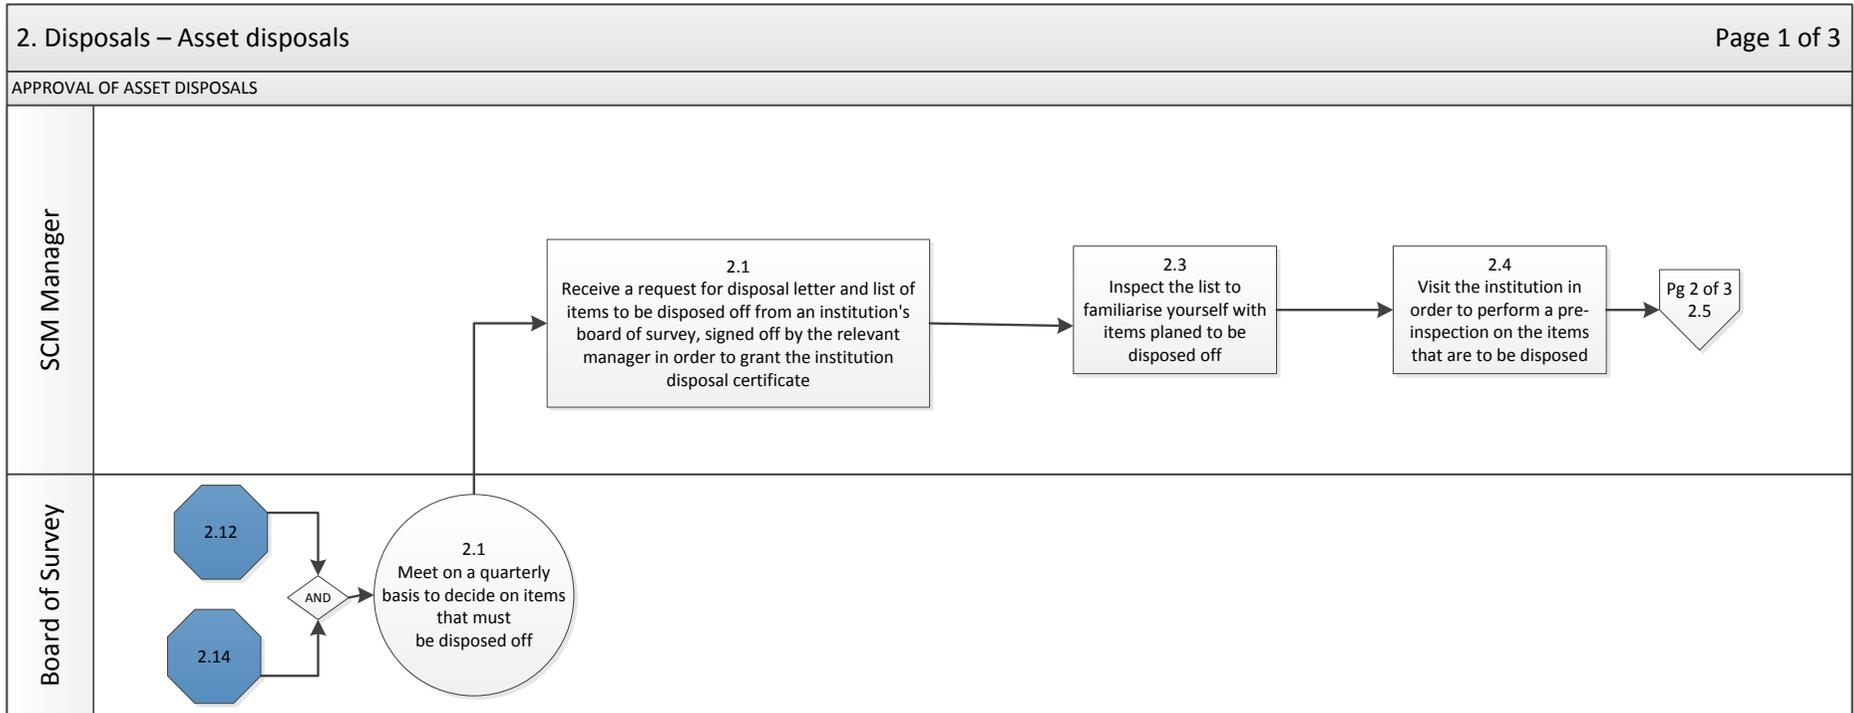 2. Disposals – Asset disposals
Page 1 of 3
APPROVAL OF ASSET DISPOSALS
SCM Manager
2.1
Receive a request for disposal letter and list of
items to be disposed off from an institution's
board of survey, signed off by the relevant
manager in order to grant the institution
disposal certificate
2.3
Inspect the list to
familiarise yourself with
items planed to be
disposed off
2.4
Visit the institution in
order to perform a pre-
inspection on the items
that are to be disposed
Pg 2 of 3
2.5
Board of Survey
2.12
2.14
AND
2.1
Meet on a quarterly
basis to decide on items
that must
be disposed off